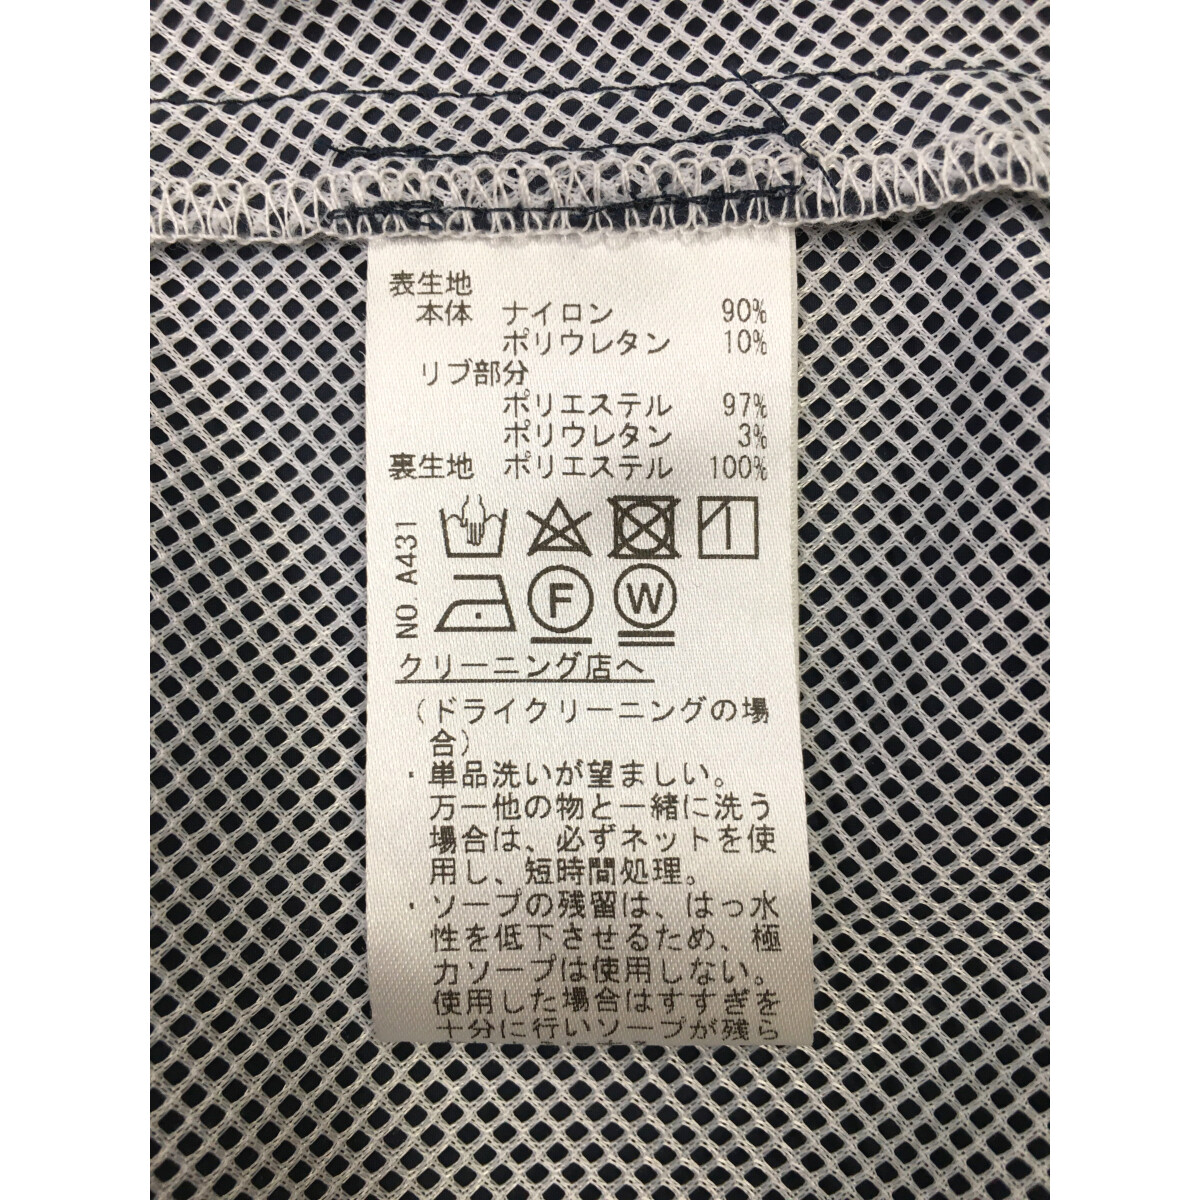 表生地
本体 ナイロン 90%
ポリウレタン 10%
リブ部分
ポリエステル 97%
ポリウレタン 3%
裏生地 ポリエステル 100%
NO. A431
F W
クリーニング店へ
（ドライクリーニングの場
合）
・単品洗いが望ましい。
万一他の物と一緒に洗う
場合は、必ずネットを使
用し、短時間処理。
・ソープの残留は、はっ水
性を低下させるため、極
力ソープは使用しない。
使用した場合はすすぎを
十分に行いソープが残ら